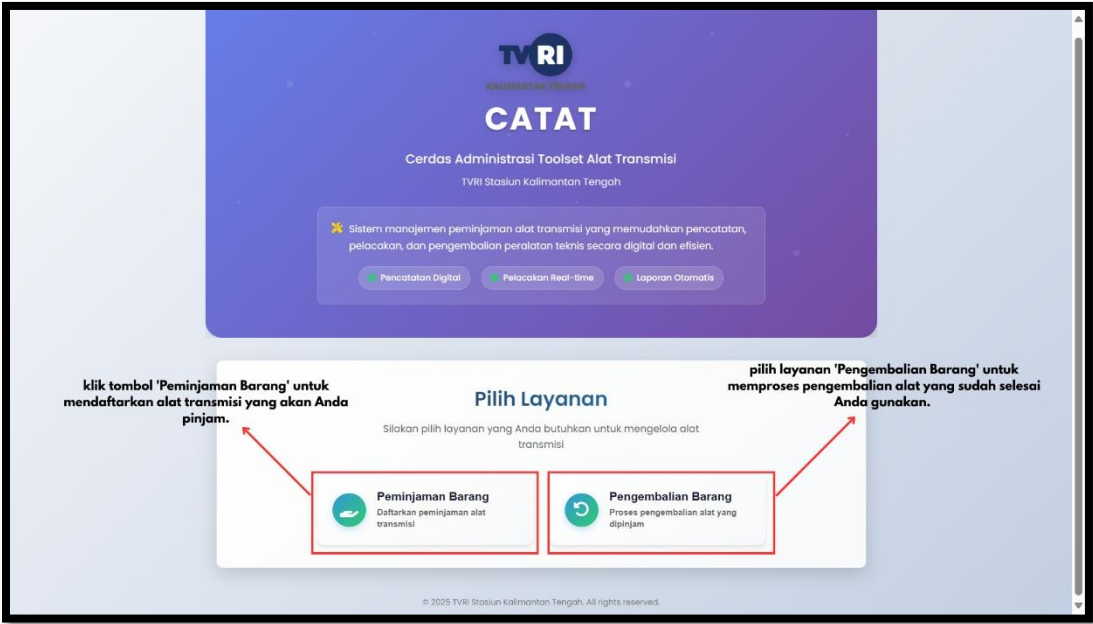 TVRI
KALIMANTAN TENGAH
CATAT
Cerdas Administrasi Toolset Alat Transmisi
TVRI Stasiun Kalimantan Tengah
Sistem manajemen peminjaman alat transmisi yang memudahkan pencatatan,
pelacakan, dan pengembalian peralatan teknis secara digital dan efisien.
Pencatatan Digital
Pelacakan Real-time
Laporan Otomatis
klik tombol 'Peminjaman Barang' untuk
mendaftarkan alat transmisi yang akan Anda
pinjam.
pilih layanan 'Pengembalian Barang' untuk
memproses pengembalian alat yang sudah selesai
Anda gunakan.
Pilih Layanan
Silakan pilih layanan yang Anda butuhkan untuk mengelola alat
transmisi
Peminjaman Barang
Daftarkan peminjaman alat
transmisi
Pengembalian Barang
Proses pengembalian alat yang
dipinjam
© 2025 TVRI Stasiun Kalimantan Tengah. All rights reserved.